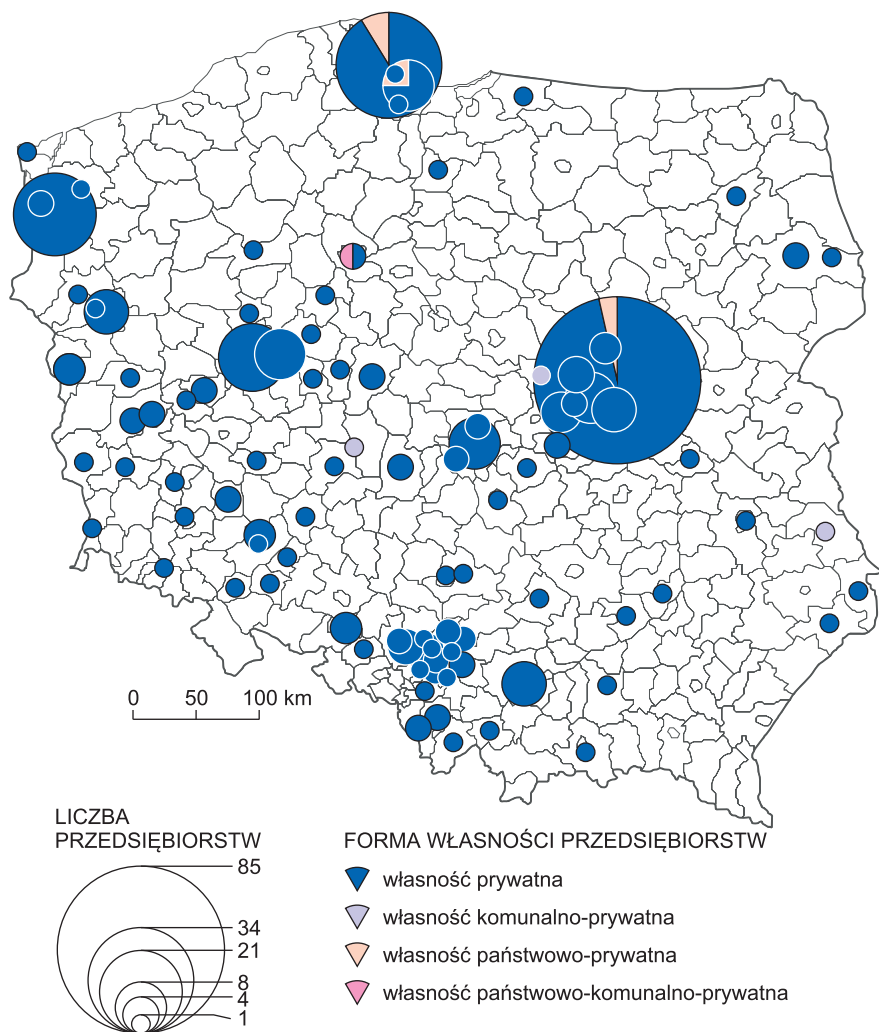 0 50 100 km
LICZBA
PRZEDSIĘBIORSTW
85
34
21
8
4
1
FORMA WŁASNOŚCI PRZEDSIĘBIORSTW
własność prywatna
własność komunalno-prywatna
własność państwowo-prywatna
własność państwowo-komunalno-prywatna